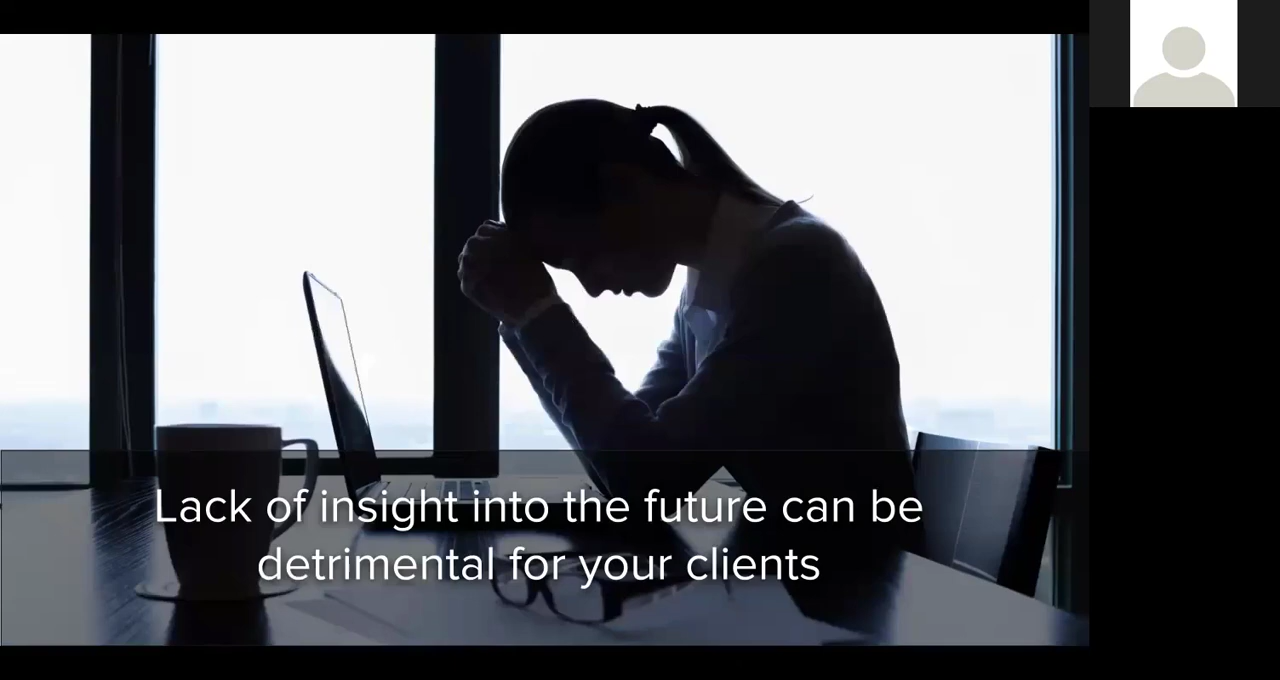 Lack of insight into the future can be
detrimental for your clients